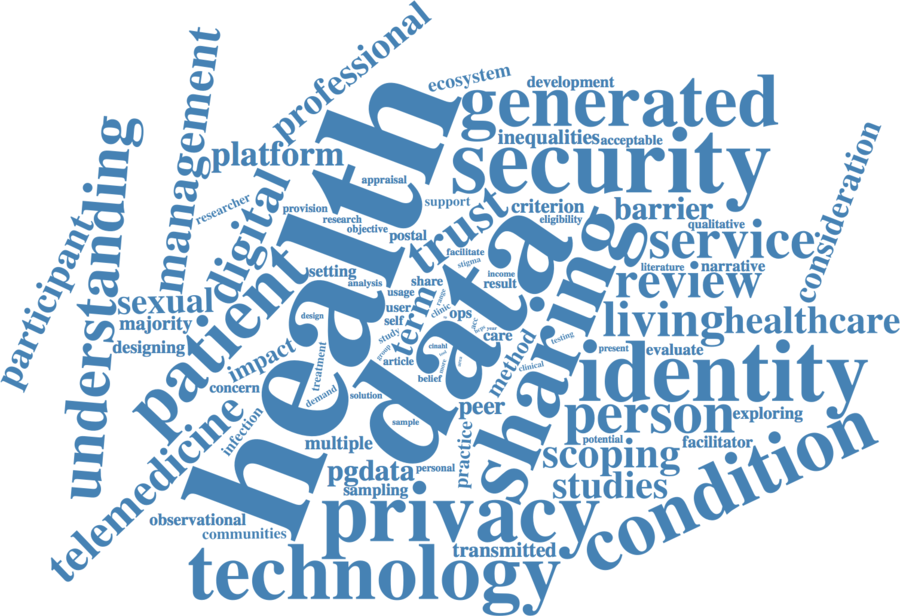 professional
ecosystem
development
generated
management
platform
inequalities
acceptable
security
health
understanding
participant
digital
appraisal
researcher
provision
research
objective
support
trust
criterion
eligibility
barrier
qualitative
consideration
postal
service
facilitate
stigma
literature
narrative
patient
setting
analysis
usage
share
income
result
review
data
sharing
sexual
majority
designing
design
user
self
term
range
clinic
ops
living
healthcare
study
group
care
year
method
testing
impact
treatment
article
cinahl
clinical
present
evaluate
identity
concern
demand
solution
belief
telemedicine
infection
sample
peer
person
exploring
multiple
practice
potential
facilitator
scoping
pgdata
personal
sampling
studies
condition
observational
communities
privacy
transmitted
technology